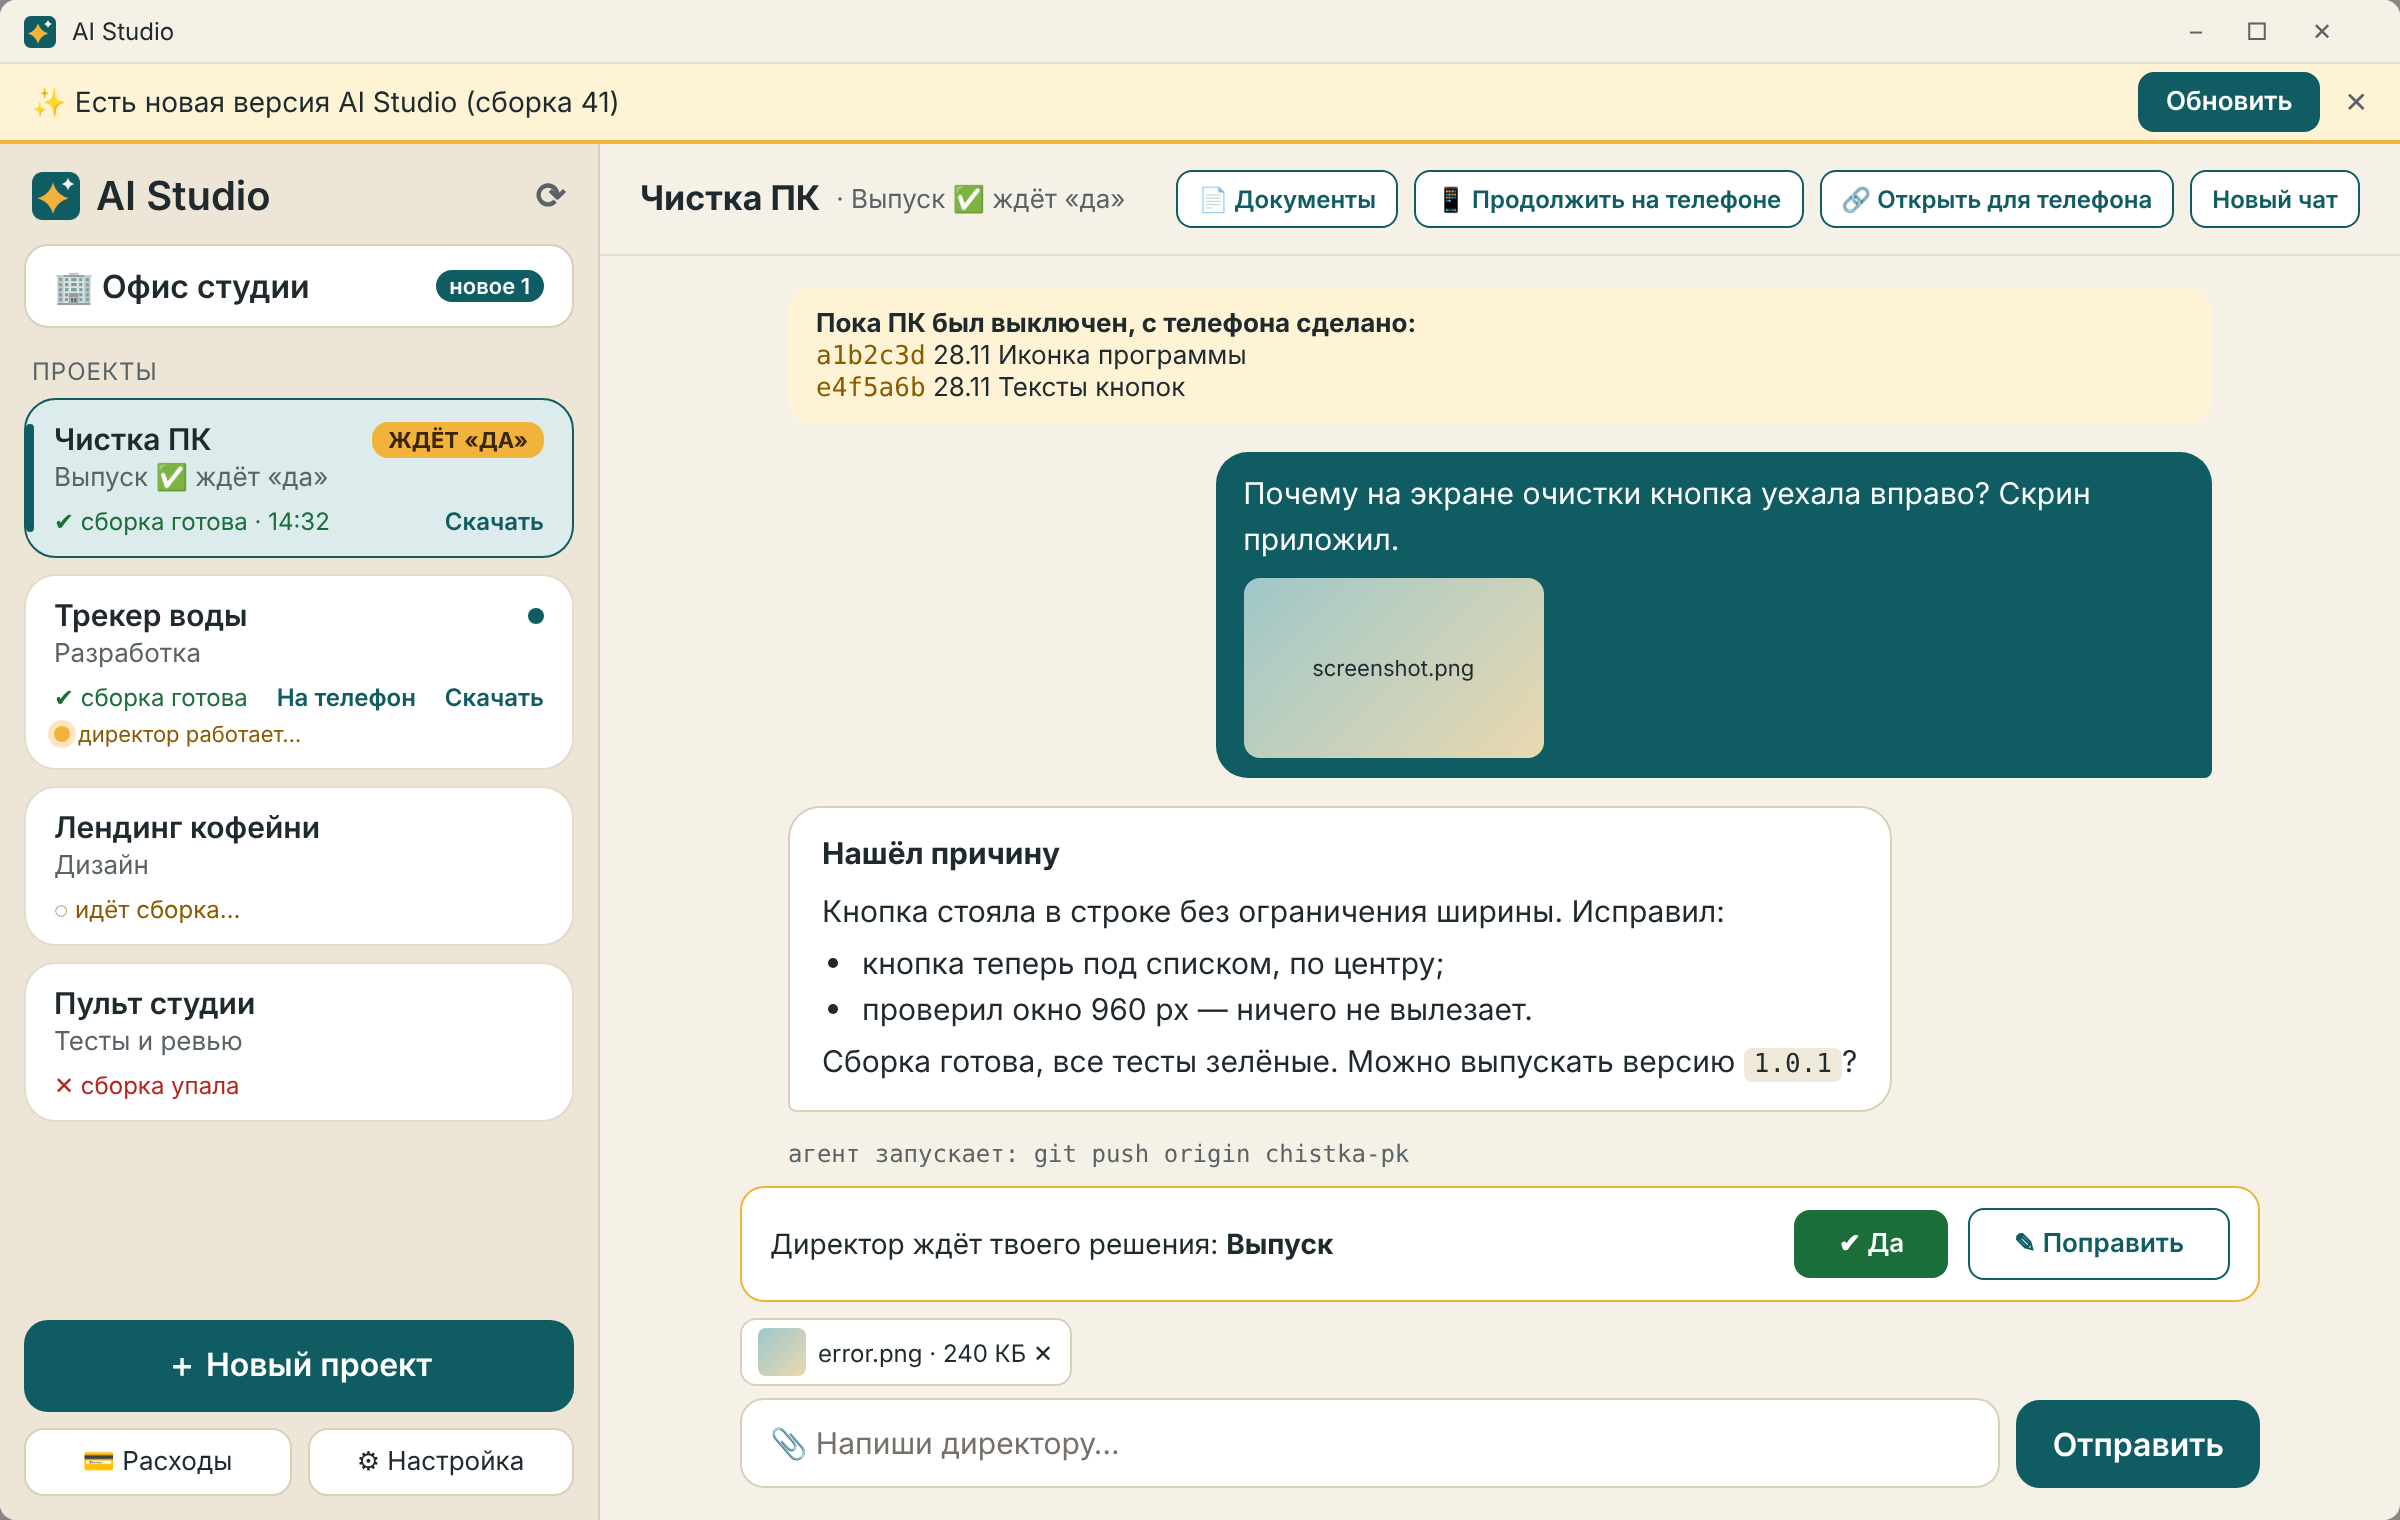 AI Studio
✨ Есть новая версия AI Studio (сборка 41)
Обновить ✕
AI Studio ⟳
🏢 Офис студии новое 1
ПРОЕКТЫ
Чистка ПК ЖДЁТ «ДА»
Выпуск ✅ ждёт «да»
✔ сборка готова · 14:32 Скачать
Трекер воды
Разработка
✔ сборка готова На телефон Скачать
директор работает…
Лендинг кофейни
Дизайн
◌ идёт сборка…
Пульт студии
Тесты и ревью
✕ сборка упала
+ Новый проект
💳 Расходы ⚙ Настройка
Чистка ПК · Выпуск ✅ ждёт «да»
📄 Документы 📱 Продолжить на телефоне 🔗 Открыть для телефона Новый чат
Пока ПК был выключен, с телефона сделано:
a1b2c3d 28.11 Иконка программы
e4f5a6b 28.11 Тексты кнопок
Почему на экране очистки кнопка уехала вправо? Скрин
приложил.
screenshot.png
Нашёл причину
Кнопка стояла в строке без ограничения ширины. Исправил:
• кнопка теперь под списком, по центру;
• проверил окно 960 px — ничего не вылезает.
Сборка готова, все тесты зелёные. Можно выпускать версию 1.0.1?
агент запускает: git push origin chistka-pk
Директор ждёт твоего решения: Выпуск ✔ Да ✎ Поправить
error.png · 240 КБ ✕
📎 Напиши директору… Отправить